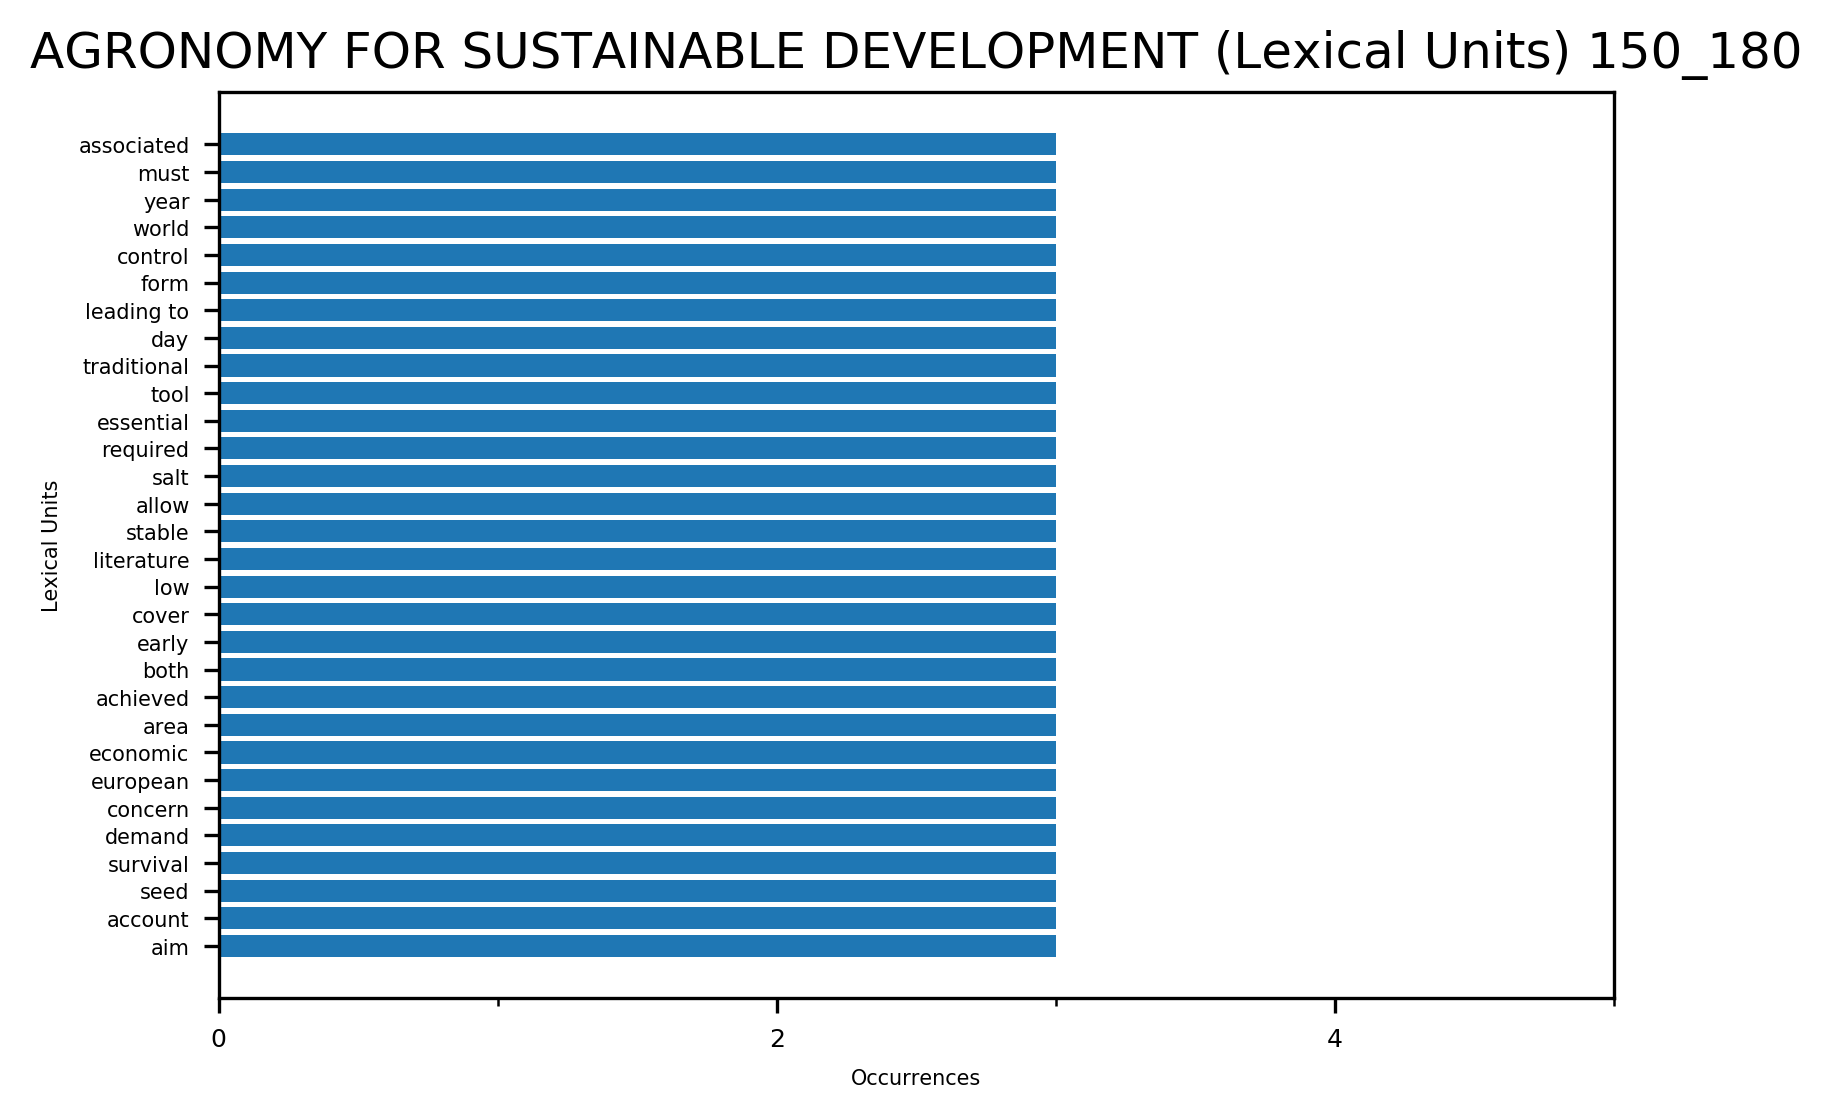 AGRONOMY FOR SUSTAINABLE DEVELOPMENT (Lexical Units) 150_180
Lexical Units
associated
must
year
world
control
form
leading to
day
traditional
tool
essential
required
salt
allow
stable
literature
low
cover
early
both
achieved
area
economic
european
concern
demand
survival
seed
account
aim
0 2 4
Occurrences